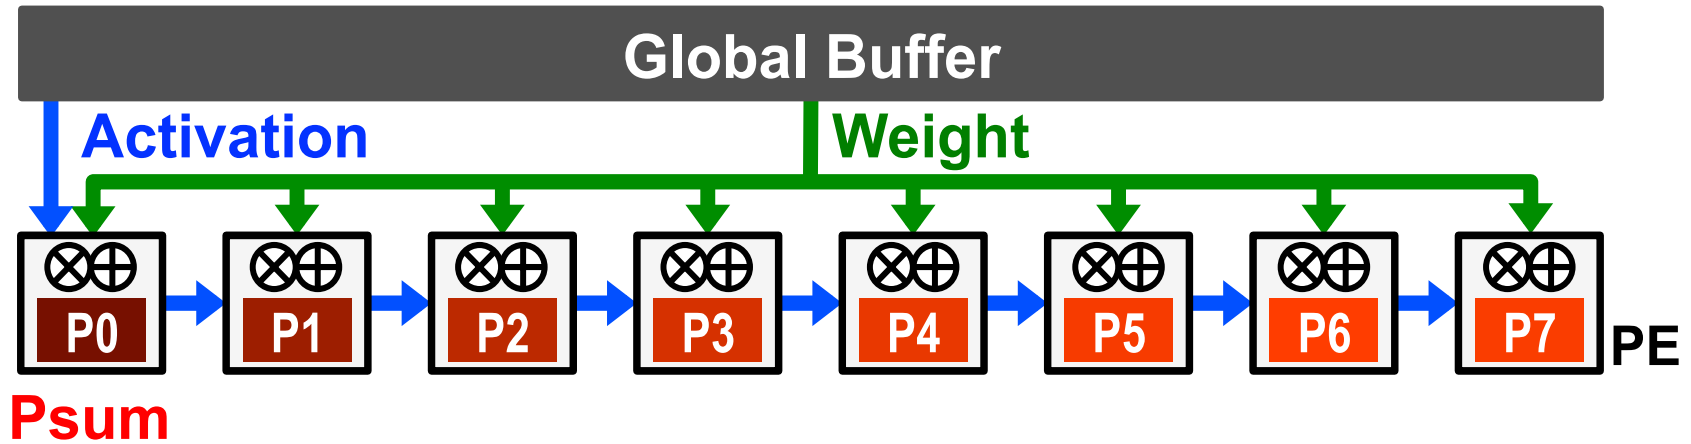 Global Buffer
Activation
Weight
P0 P1 P2 P3 P4 P5 P6 P7
PE
Psum